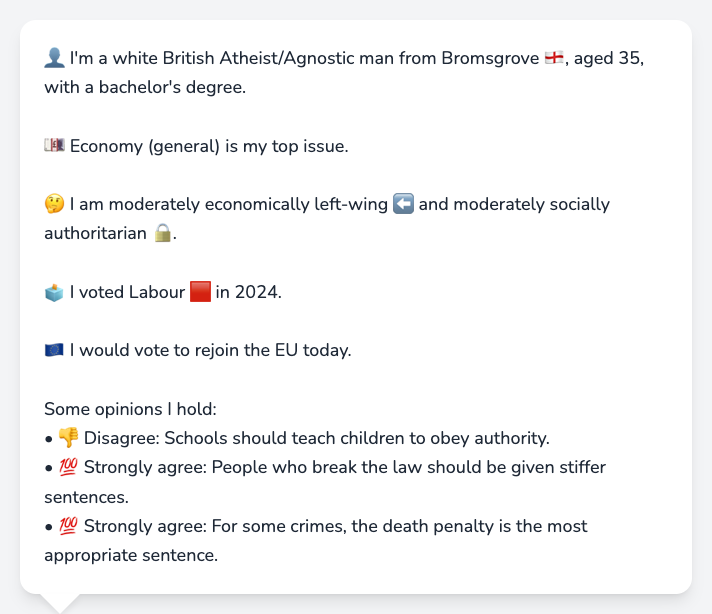 👤 I'm a white British Atheist/Agnostic man from Bromsgrove 🏴󠁧󠁢󠁥󠁮󠁧󠁿, aged 35,
with a bachelor's degree.
💷 Economy (general) is my top issue.
🤔 I am moderately economically left-wing ⬅️ and moderately socially
authoritarian 🔒.
🗳️ I voted Labour 🟥 in 2024.
🇪🇺 I would vote to rejoin the EU today.
Some opinions I hold:
• 👎 Disagree: Schools should teach children to obey authority.
• 💯 Strongly agree: People who break the law should be given stiffer
sentences.
• 💯 Strongly agree: For some crimes, the death penalty is the most
appropriate sentence.